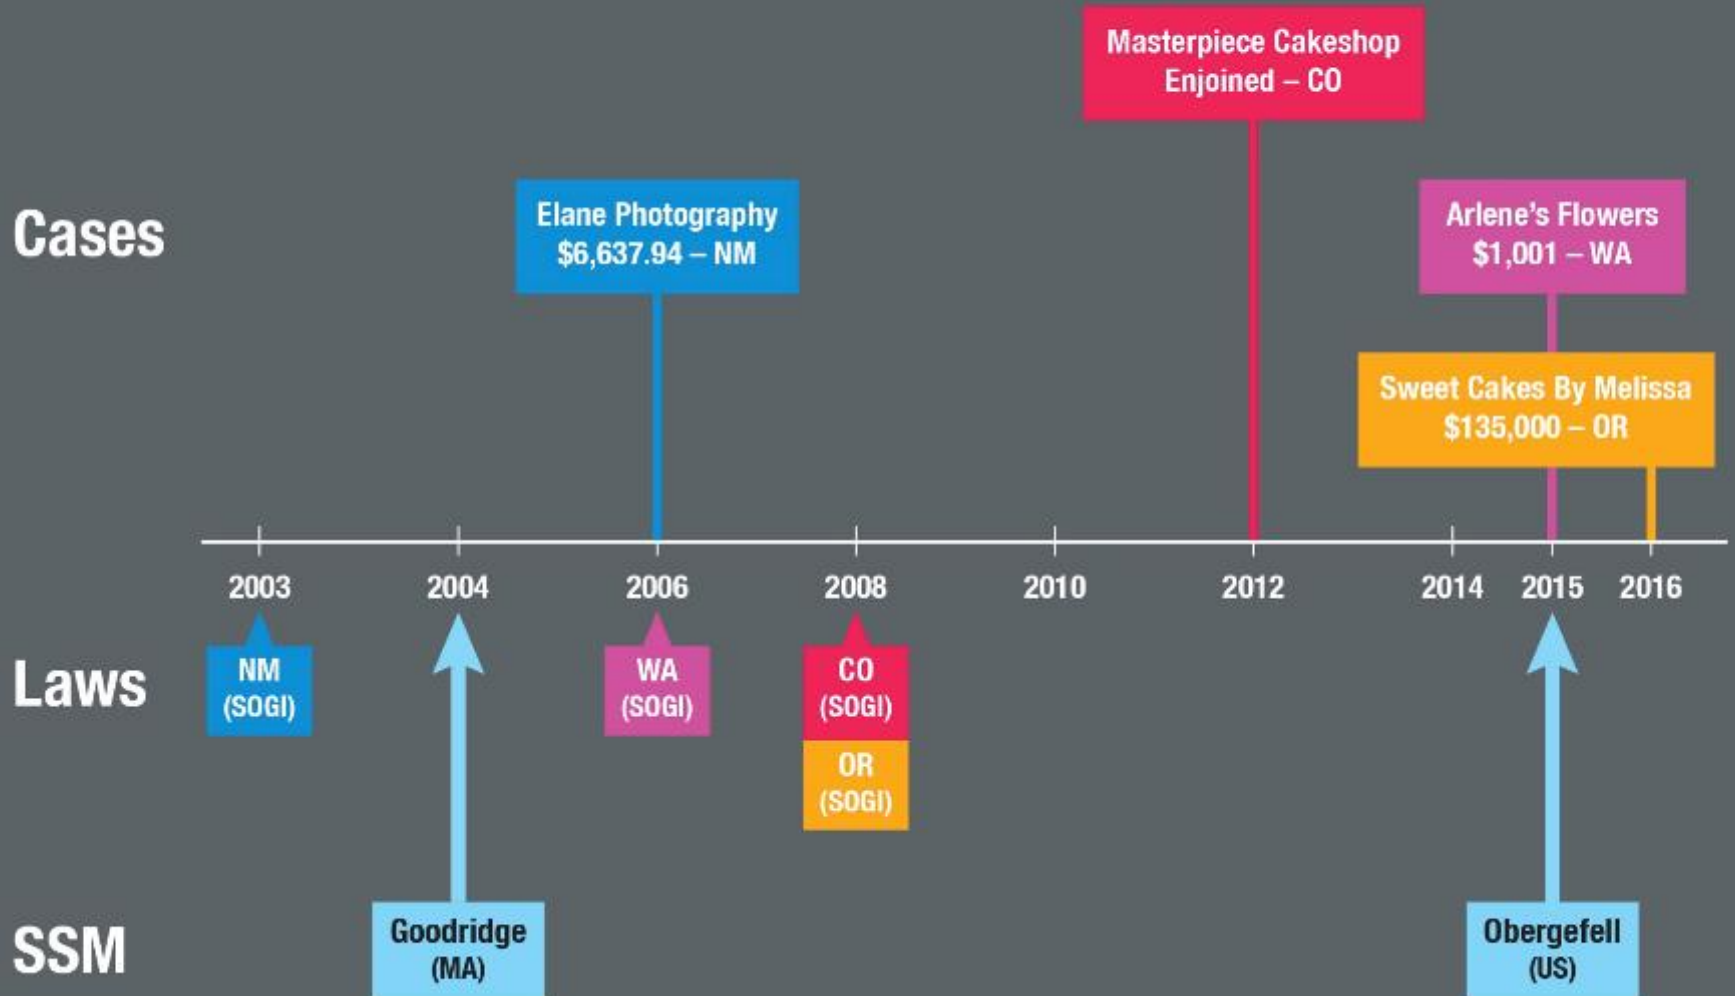 Masterpiece Cakeshop
Enjoined – CO
Cases
Elane Photography
$6,637.94 – NM
Arlene’s Flowers
$1,001 – WA
Sweet Cakes By Melissa
$135,000 – OR
2003 2004 2006 2008 2010 2012 2014 2015 2016
Laws
NM
(SOGI)
WA
(SOGI)
CO
(SOGI)
OR
(SOGI)
SSM
Goodridge
(MA)
Obergefell
(US)